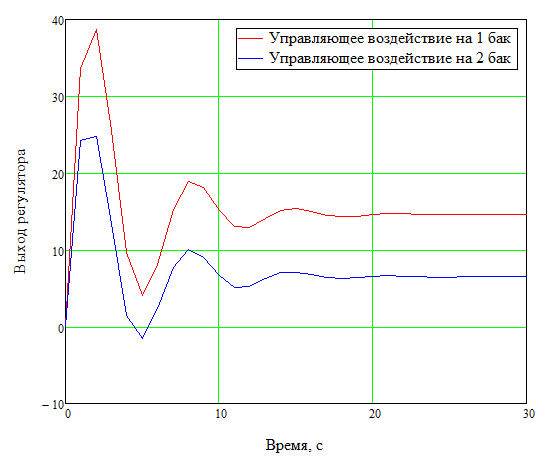 40
Управляющее воздействие на 1 бак
Управляющее воздействие на 2 бак
30
20
Выход регулятора
10
0
−10
0 10 20 30
Время, с